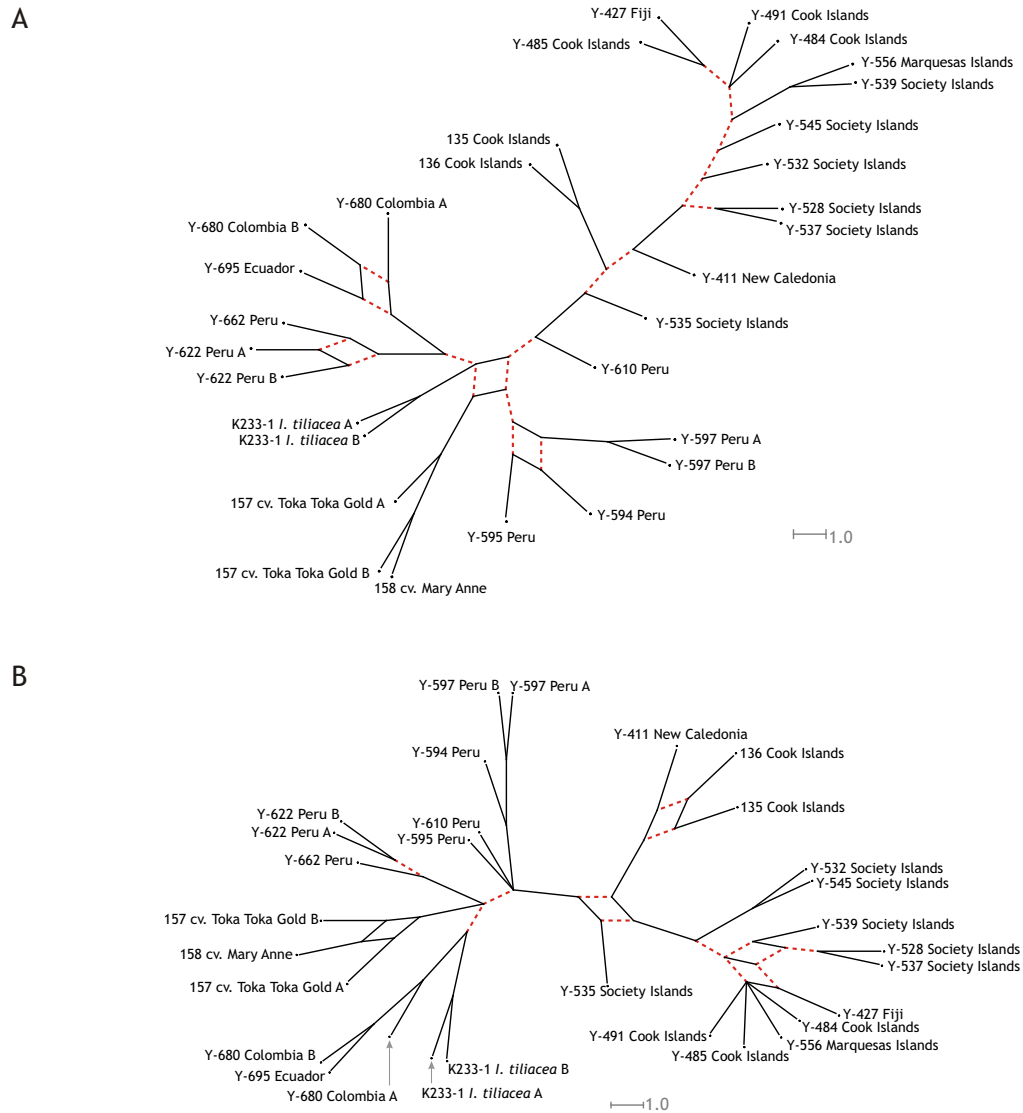 A
Y-427 Fiji
Y-491 Cook Islands
Y-485 Cook Islands
Y-484 Cook Islands
Y-556 Marquesas Islands
Y-539 Society Islands
Y-545 Society Islands
135 Cook Islands
136 Cook Islands
Y-532 Society Islands
Y-680 Colombia A
Y-528 Society Islands
Y-680 Colombia B
Y-537 Society Islands
Y-695 Ecuador
Y-411 New Caledonia
Y-662 Peru
Y-535 Society Islands
Y-622 Peru A
Y-610 Peru
Y-622 Peru B
K233-1 I. tiliacea A
K233-1 I. tiliacea B
Y-597 Peru A
Y-597 Peru B
157 cv. Toka Toka Gold A
Y-594 Peru
Y-595 Peru
1.0
157 cv. Toka Toka Gold B
158 cv. Mary Anne
B
Y-597 Peru B
Y-597 Peru A
Y-411 New Caledonia
Y-594 Peru
136 Cook Islands
135 Cook Islands
Y-622 Peru B
Y-610 Peru
Y-622 Peru A
Y-595 Peru
Y-662 Peru
Y-532 Society Islands
Y-545 Society Islands
157 cv. Toka Toka Gold B
Y-539 Society Islands
158 cv. Mary Anne
Y-528 Society Islands
Y-537 Society Islands
157 cv. Toka Toka Gold A
Y-535 Society Islands
Y-427 Fiji
Y-484 Cook Islands
Y-491 Cook Islands
Y-556 Marquesas Islands
Y-485 Cook Islands
Y-680 Colombia B
K233-1 I. tiliacea B
Y-695 Ecuador
Y-680 Colombia A
K233-1 I. tiliacea A
1.0